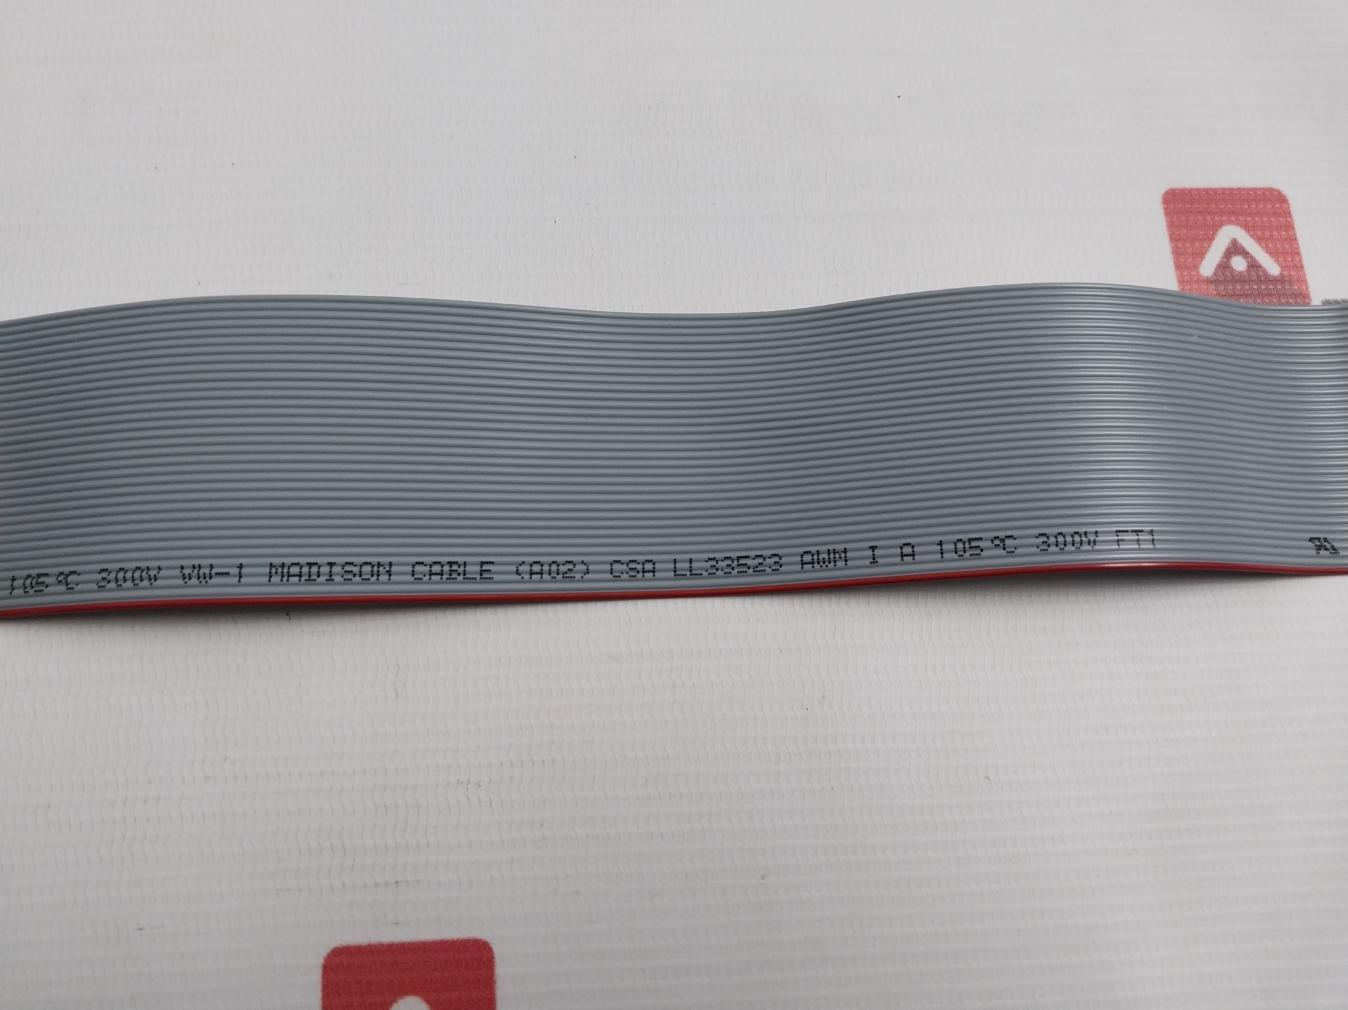 105°C 300V VW-1 MADISON CABLE (A02) CSA LL33523 AWM I A 105°C 300V FT1